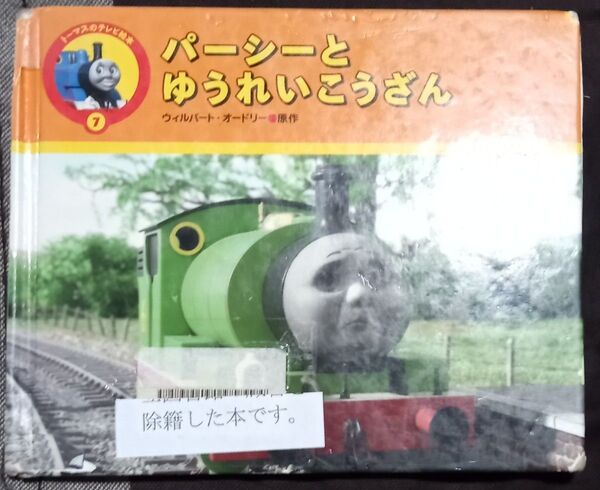 トーマスのテレビ絵本
7
パーシーと
ゆうれいこうざん
ウィルバート・オードリー●原作
除籍した本です。